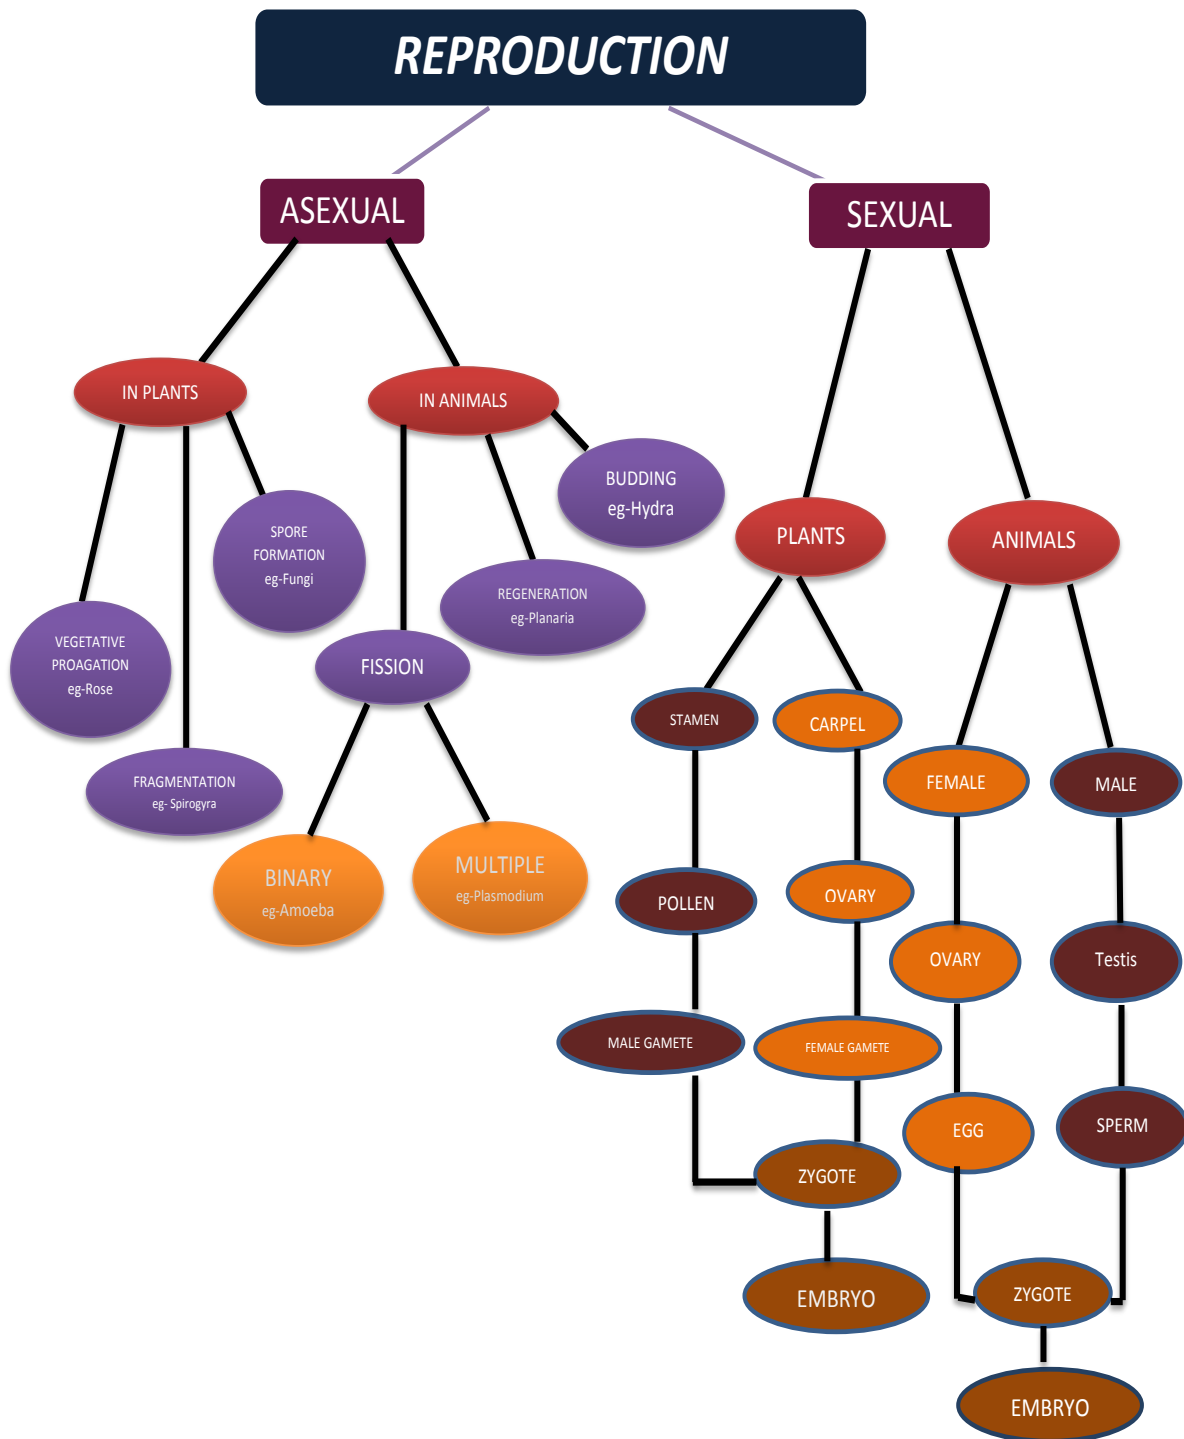 REPRODUCTION
ASEXUAL
SEXUAL
IN PLANTS
IN ANIMALS
BUDDING
eg-Hydra
SPORE
FORMATION
eg-Fungi
PLANTS
ANIMALS
REGENERATION
eg-Planaria
VEGETATIVE
PROAGATION
eg-Rose
FISSION
STAMEN
CARPEL
FEMALE
MALE
FRAGMENTATION
eg- Spirogyra
BINARY
eg-Amoeba
MULTIPLE
eg-Plasmodium
POLLEN
OVARY
OVARY
Testis
MALE GAMETE
FEMALE GAMETE
EGG
SPERM
ZYGOTE
EMBRYO
ZYGOTE
EMBRYO